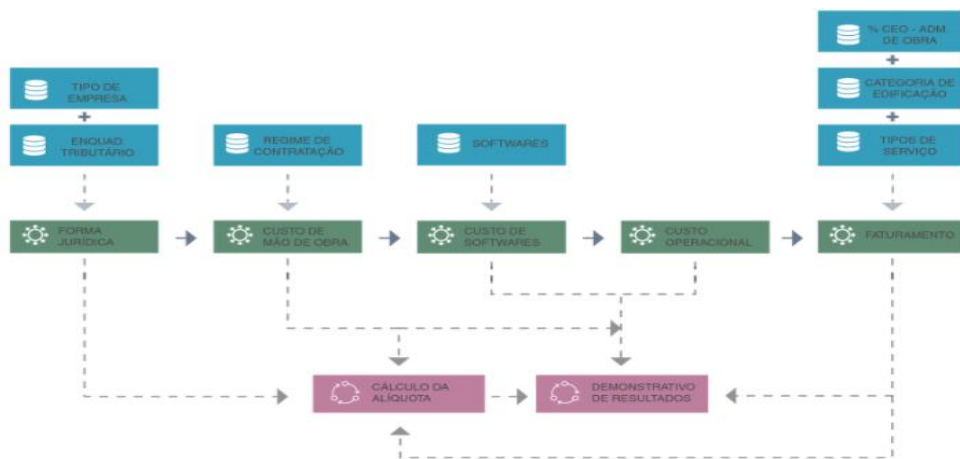 % CEO - ADM.
DE OBRA
+
TIPO DE
EMPRESA
CATEGORIA DE
EDIFICAÇÃO
+
+
ENQUAD.
TRIBUTÁRIO
REGIME DE
CONTRATAÇÃO
SOFTWARES
TIPOS DE
SERVIÇO
FORMA
JURÍDICA
CUSTO DE
MÃO DE OBRA
CUSTO DE
SOFTWARES
CUSTO
OPERACIONAL
FATURAMENTO
CÁLCULO DA
ALÍQUOTA
DEMONSTRATIVO
DE RESULTADOS